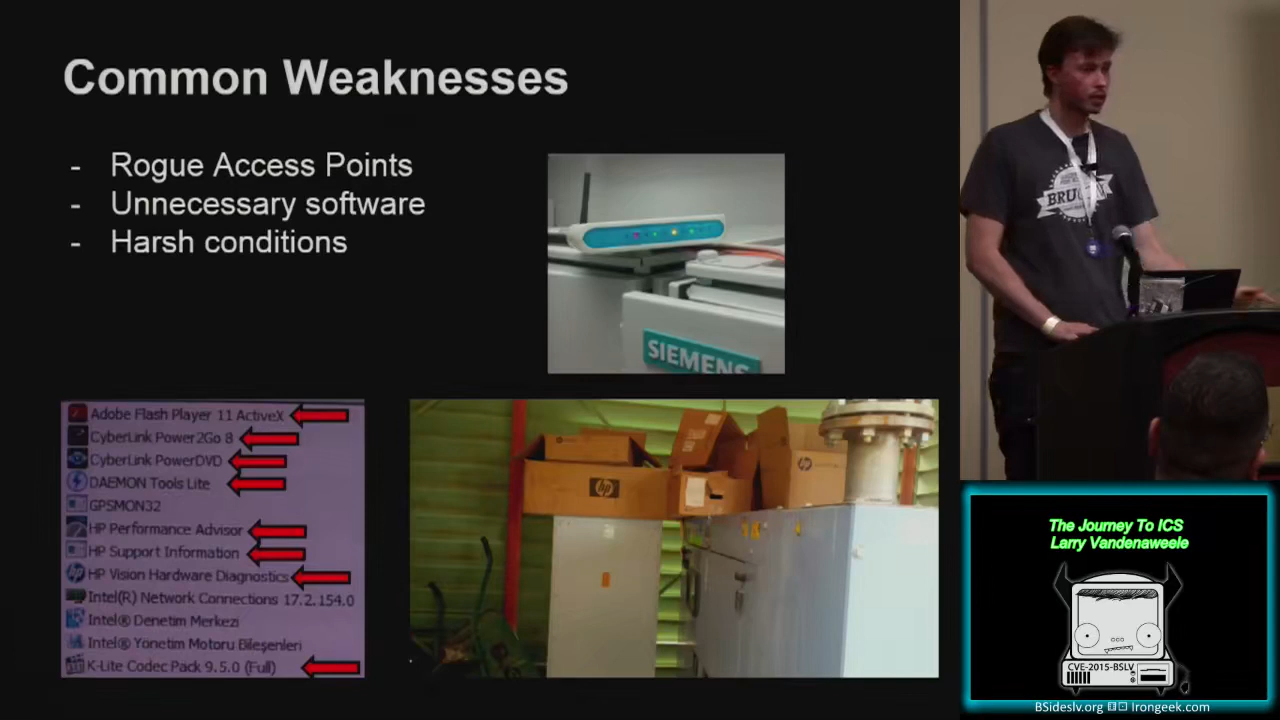 Common Weaknesses
- Rogue Access Points
- Unnecessary software
- Harsh conditions
SIEMENS
Adobe Flash Player 11 ActiveX
CyberLink Power2Go 8
CyberLink PowerDVD
DAEMON Tools Lite
GPSMON32
HP Performance Advisor
HP Support Information
HP Vision Hardware Diagnostics
Intel(R) Network Connections 17.2.154.0
Intel® Denetim Merkezi
Intel® Yönetim Motoru Bileşenleri
K-Lite Codec Pack 9.5.0 (Full)
hp
hp
The Journey To ICS
Larry Vandenaweele
CVE-2015-BSLV
BSideslv.org
Irongeek.com